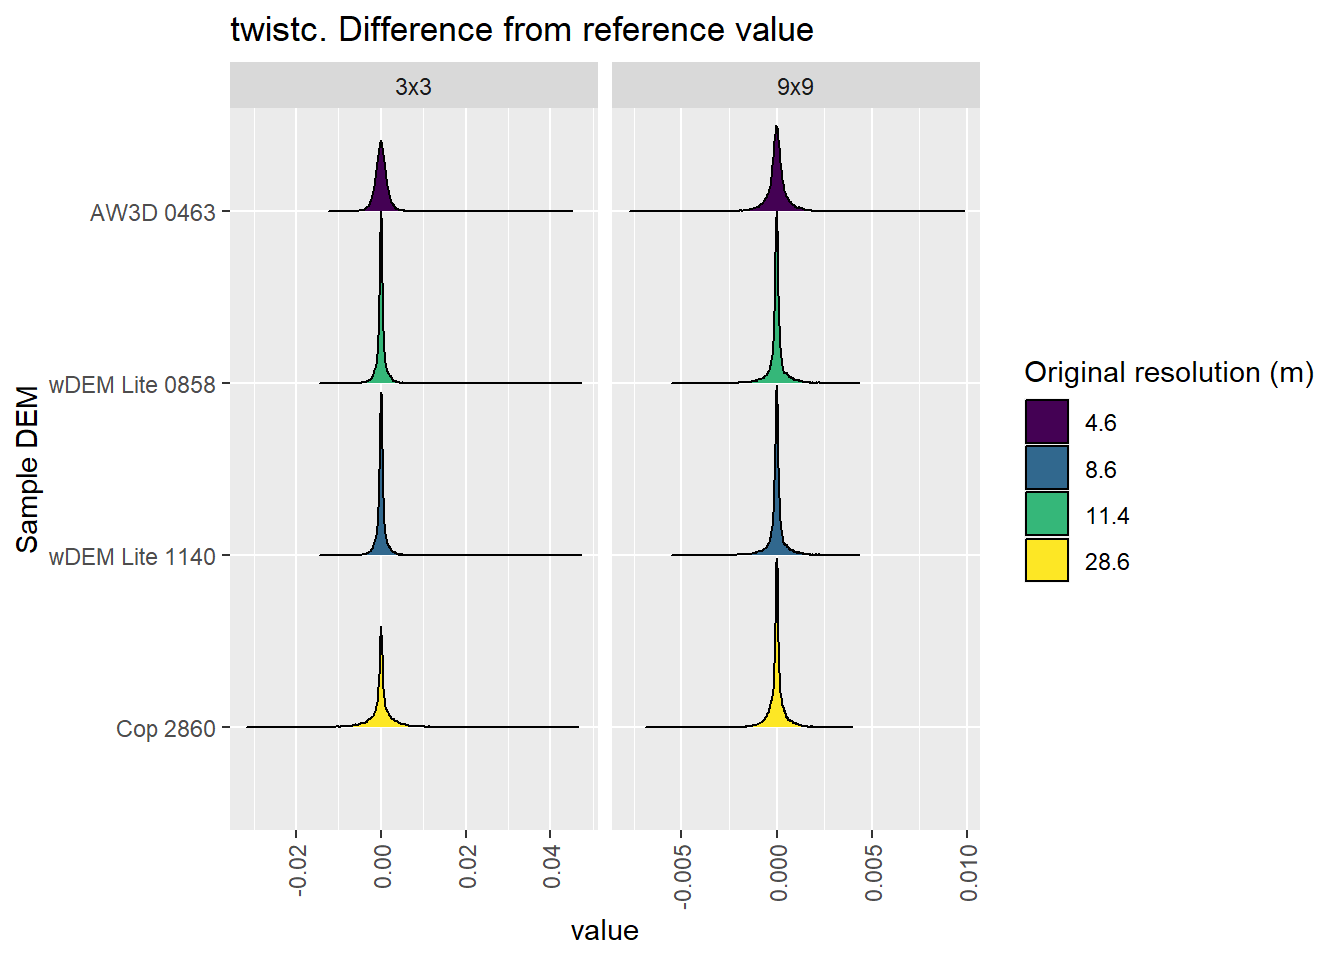 twistc. Difference from reference value
3x3
9x9
Sample DEM
AW3D 0463
wDEM Lite 0858
wDEM Lite 1140
Cop 2860
-0.02
0.00
0.02
0.04
-0.005
0.000
0.005
0.010
value
Original resolution (m)
4.6
8.6
11.4
28.6